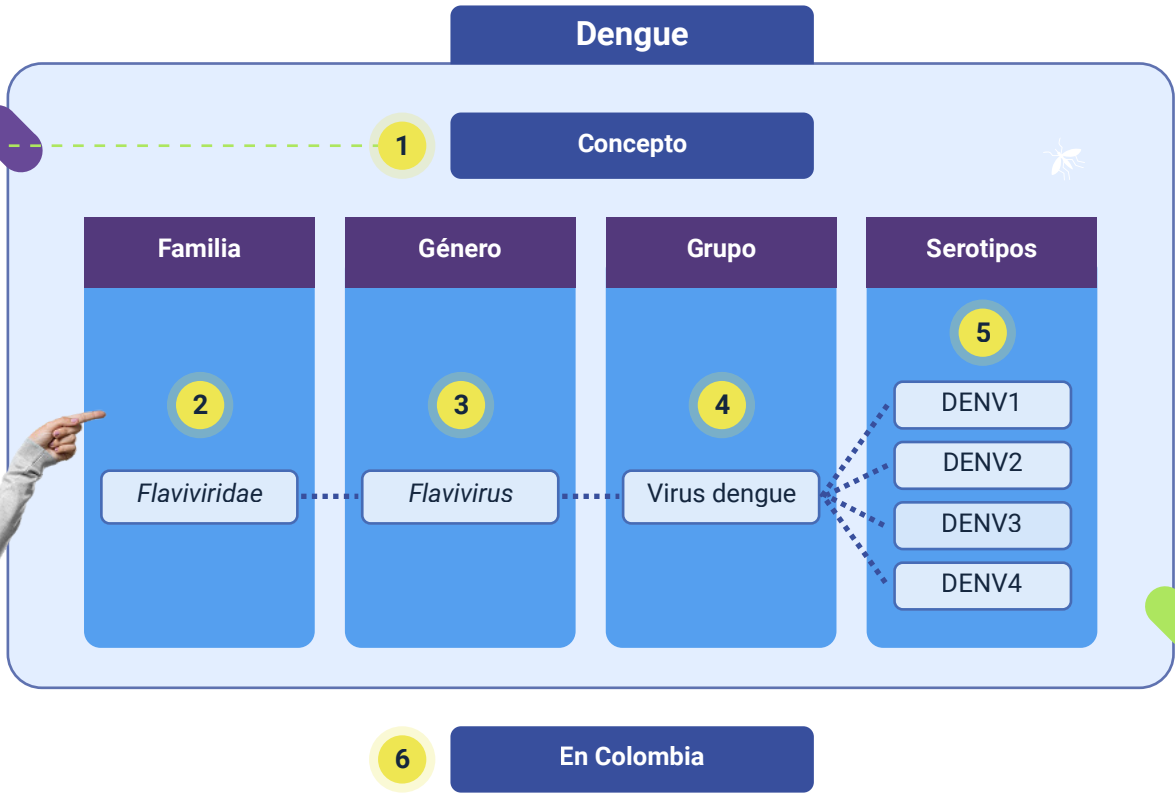 Dengue
1
Concepto
Familia
Género
Grupo
Serotipos
2
3
4
5
Flaviviridae
Flavivirus
Virus dengue
DENV1
DENV2
DENV3
DENV4
6
En Colombia